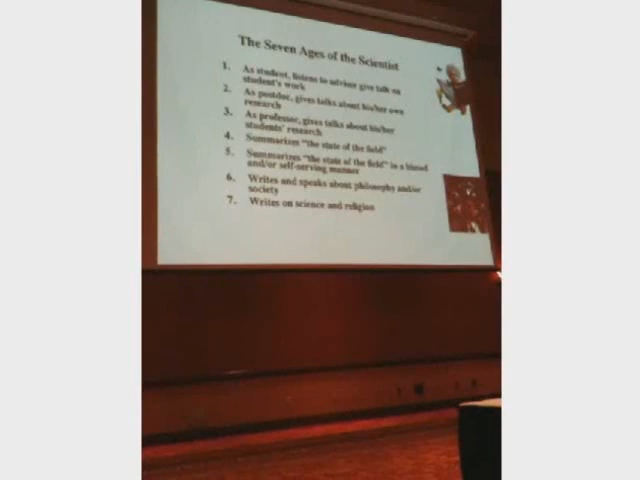 The Seven Ages of the Scientist
1. As student, listens to advisor give talk on
student's work
2. As postdoc, gives talks about his/her own
research
3. As professor, gives talks about his/her
students' research
4. Summarizes "the state of the field"
5. Summarizes "the state of the field" in a biased
and/or self-serving manner
6. Writes and speaks about philosophy and/or
society
7. Writes on science and religion